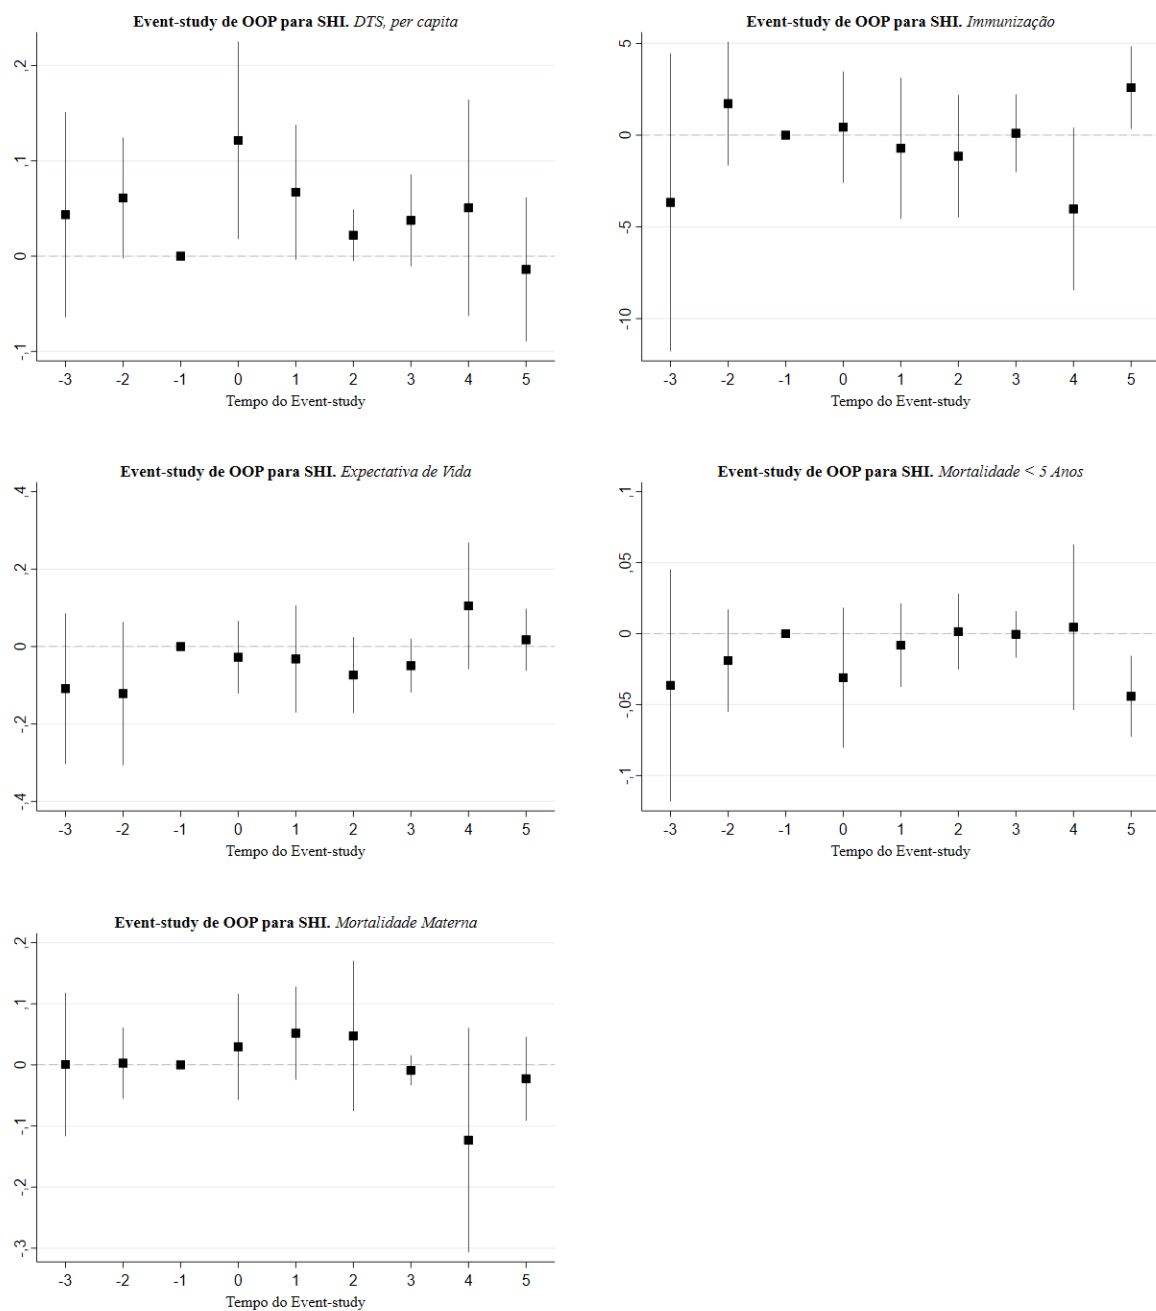 Event-study de OOP para SHI. DTS, per capita
,2
,1
0
-,1
-3 -2 -1 0 1 2 3 4 5
Tempo do Event-study
Event-study de OOP para SHI. Imunização
5
0
-5
-10
-3 -2 -1 0 1 2 3 4 5
Tempo do Event-study
Event-study de OOP para SHI. Expectativa de Vida
,4
,2
0
-,2
-,4
-3 -2 -1 0 1 2 3 4 5
Tempo do Event-study
Event-study de OOP para SHI. Mortalidade < 5 Anos
,1
,05
0
-,05
-,1
-3 -2 -1 0 1 2 3 4 5
Tempo do Event-study
Event-study de OOP para SHI. Mortalidade Materna
,2
,1
0
-,1
-,2
-,3
-3 -2 -1 0 1 2 3 4 5
Tempo do Event-study